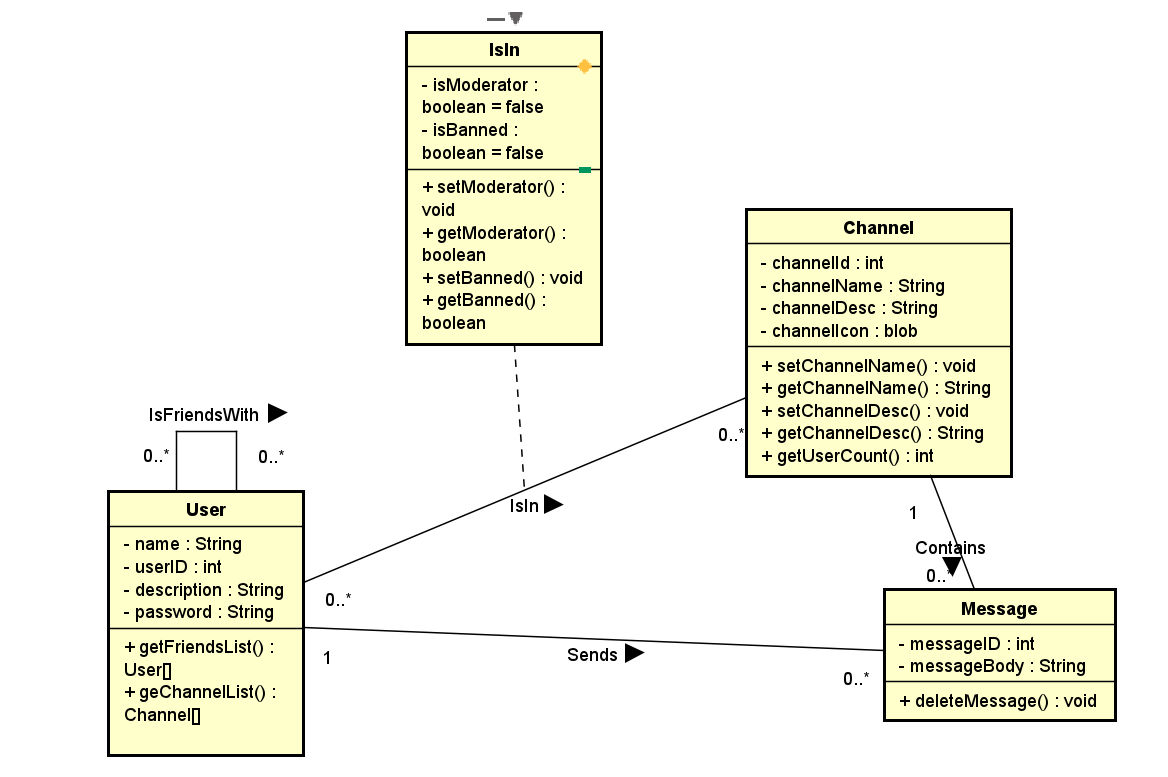 IsIn
- isModerator :
boolean = false
- isBanned :
boolean = false
+ setModerator() :
void
+ getModerator() :
boolean
+ setBanned() : void
+ getBanned() :
boolean
Channel
- channelId : int
- channelName : String
- channelDesc : String
- channelIcon : blob
+ setChannelName() : void
+ getChannelName() : String
+ setChannelDesc() : void
+ getChannelDesc() : String
+ getUserCount() : int
IsFriendsWith
0..*
0..*
0..*
IsIn
User
- name : String
- userID : int
- description : String
- password : String
+ getFriendsList() :
User[]
+ geChannelList() :
Channel[]
0..*
1
Sends
0..*
1
Contains
0..*
Message
- messageID : int
- messageBody : String
+ deleteMessage() : void